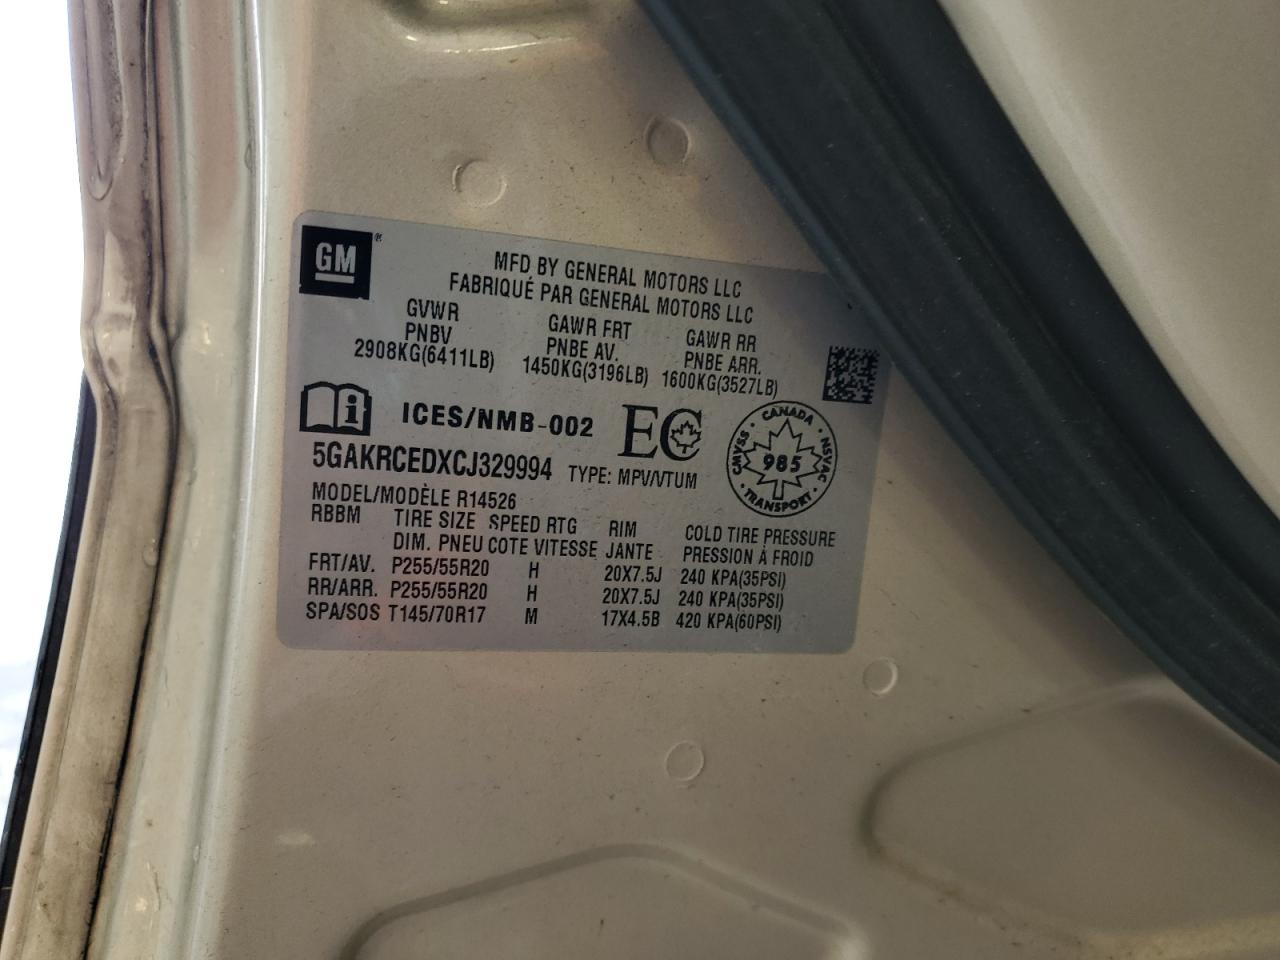 GM ®
MFD BY GENERAL MOTORS LLC
FABRIQUÉ PAR GENERAL MOTORS LLC
GVWR GAWR FRT GAWR RR
PNBV PNBE AV. PNBE ARR.
2908KG(6411LB) 1450KG(3196LB) 1600KG(3527LB)
i ICES/NMB-002 EC
CANADA
CMVSS 985 NSVAC
TRANSPORT
5GAKRCEDXCJ329994 TYPE: MPV/VTUM
MODEL/MODÈLE R14526
RBBM TIRE SIZE SPEED RTG RIM COLD TIRE PRESSURE
DIM. PNEU COTE VITESSE JANTE PRESSION À FROID
FRT/AV. P255/55R20 H 20X7.5J 240 KPA(35PSI)
RR/ARR. P255/55R20 H 20X7.5J 240 KPA(35PSI)
SPA/SOS T145/70R17 M 17X4.5B 420 KPA(60PSI)